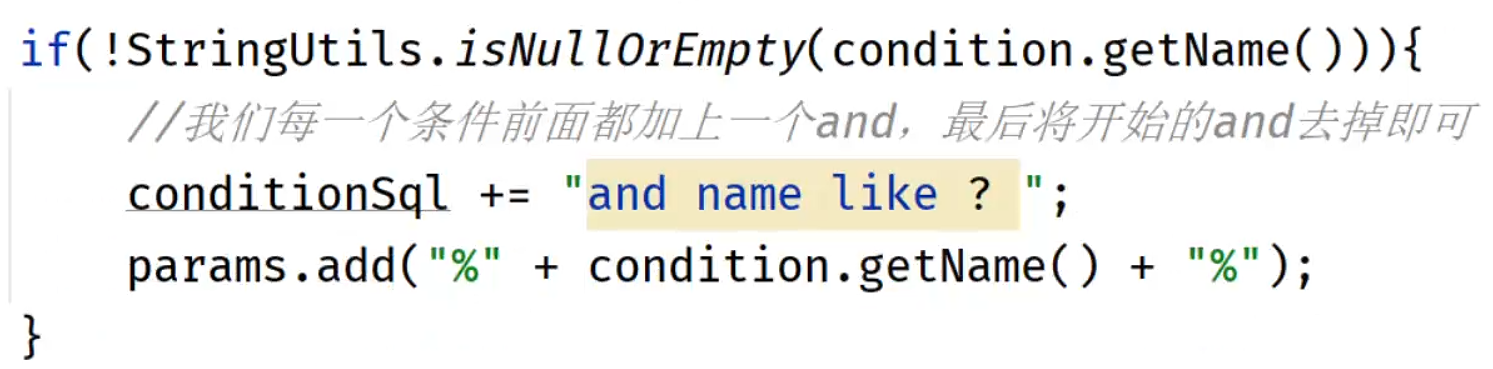 if(!StringUtils.isNullOrEmpty(condition.getName())){
//我们每一个条件前面都加上一个and，最后将开始的and去掉即可
conditionSql += "and name like ? ";
params.add("%" + condition.getName() + "%");
}